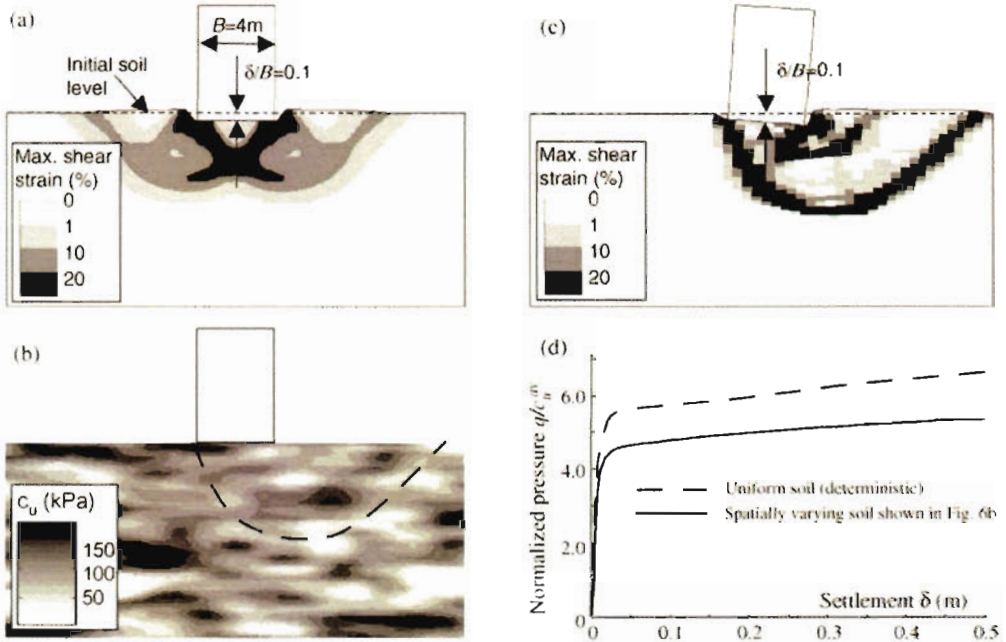 (a)
B=4m
δ/B=0.1
Initial soil
level
Max. shear
strain (%)
0
1
10
20
(c)
δ/B=0.1
Max. shear
strain (%)
0
1
10
20
(b)
c_u (kPa)
150
100
50
(d)
Normalized pressure q/c_u^av
6.0
4.0
2.0
0
Uniform soil (deterministic)
Spatially varying soil shown in Fig. 6b
Settlement δ (m)
0 0.1 0.2 0.3 0.4 0.5